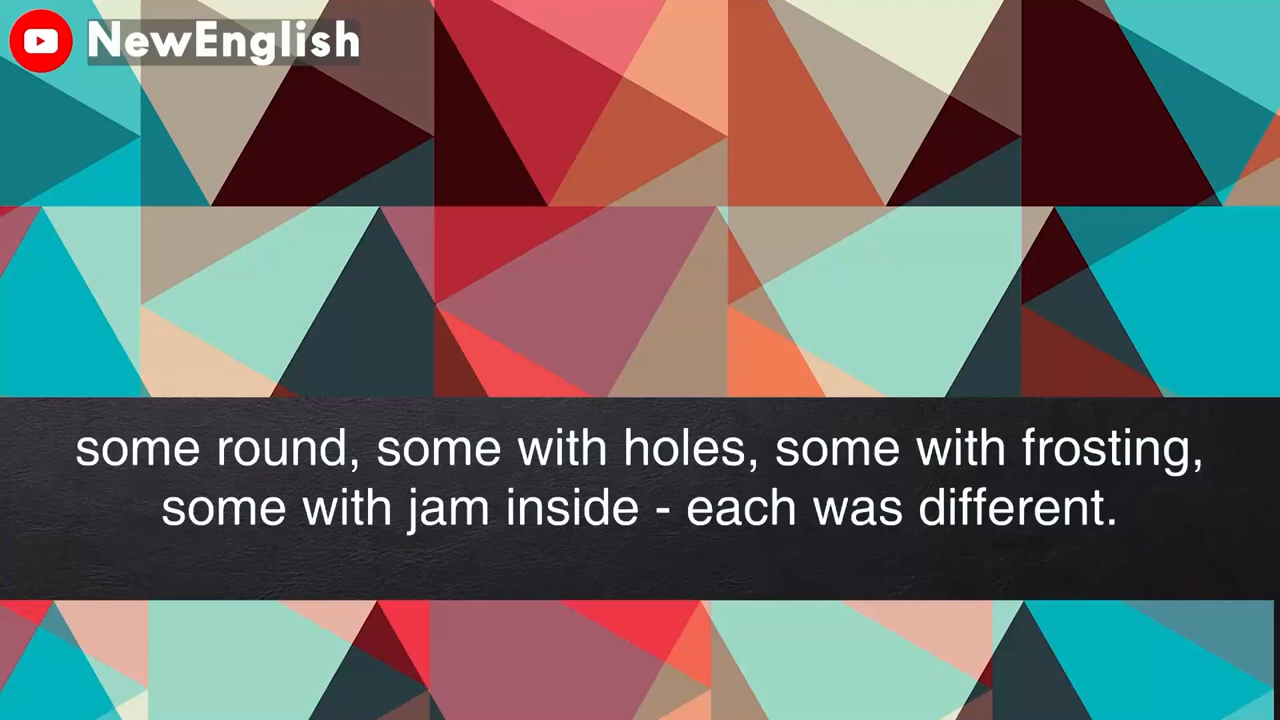 NewEnglish
some round, some with holes, some with frosting,
some with jam inside - each was different.